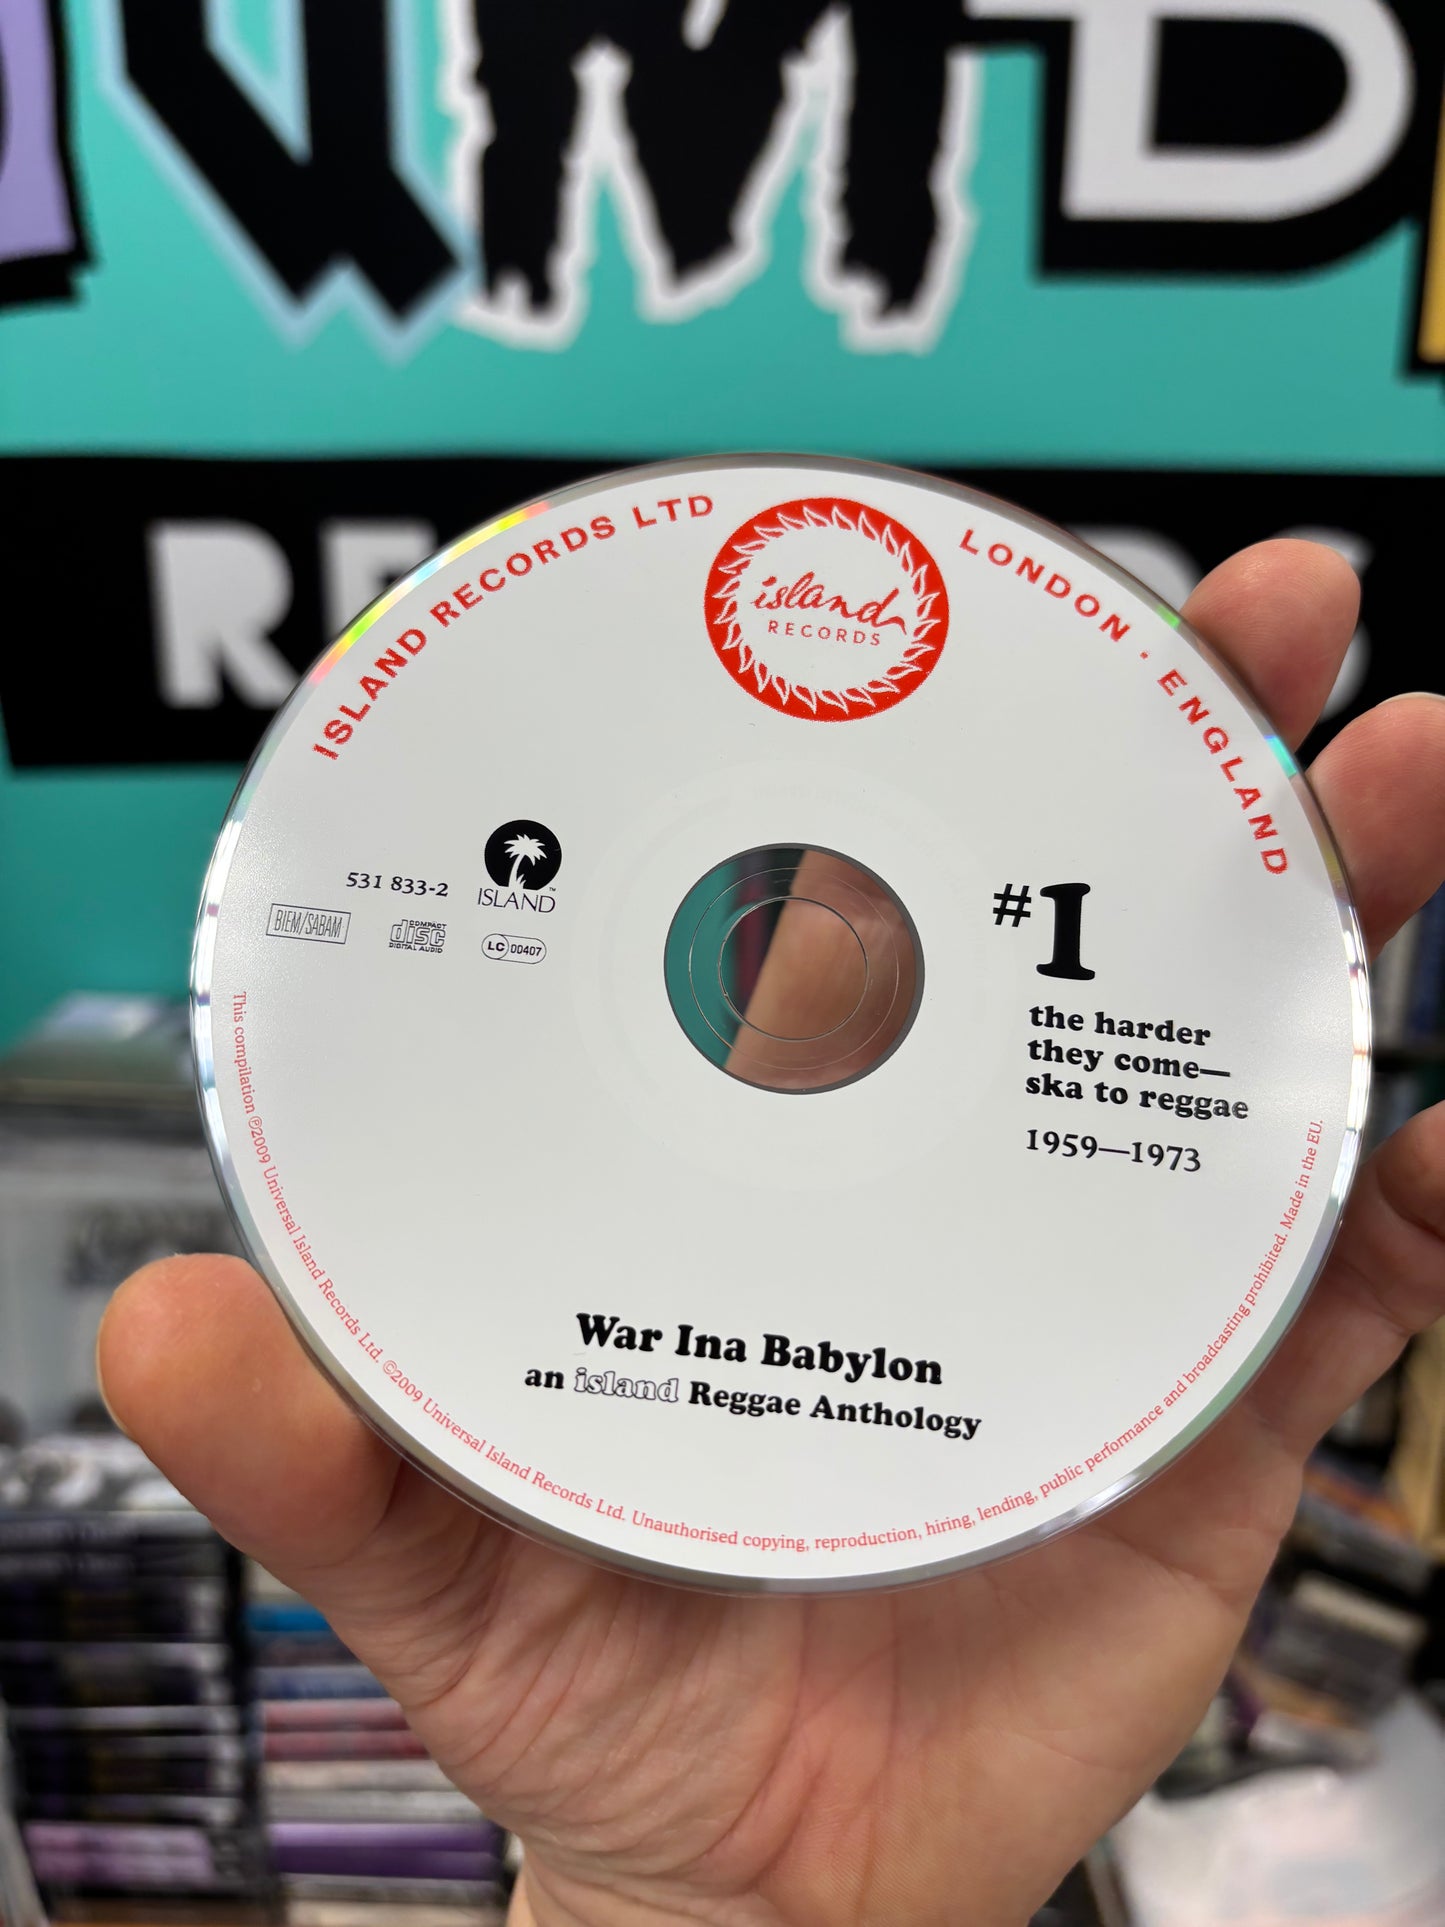 ISLAND RECORDS LTD
LONDON · ENGLAND
island
RECORDS
531 833-2
ISLAND™
BIEM/SABAM
COMPACT
disc
DIGITAL AUDIO
LC 00407
#1
the harder
they come—
ska to reggae
1959—1973
War Ina Babylon
an island Reggae Anthology
This compilation ℗2009 Universal Island Records Ltd. ©2009 Universal Island Records Ltd. Unauthorised copying, reproduction, hiring, lending, public performance and broadcasting prohibited. Made in the EU.